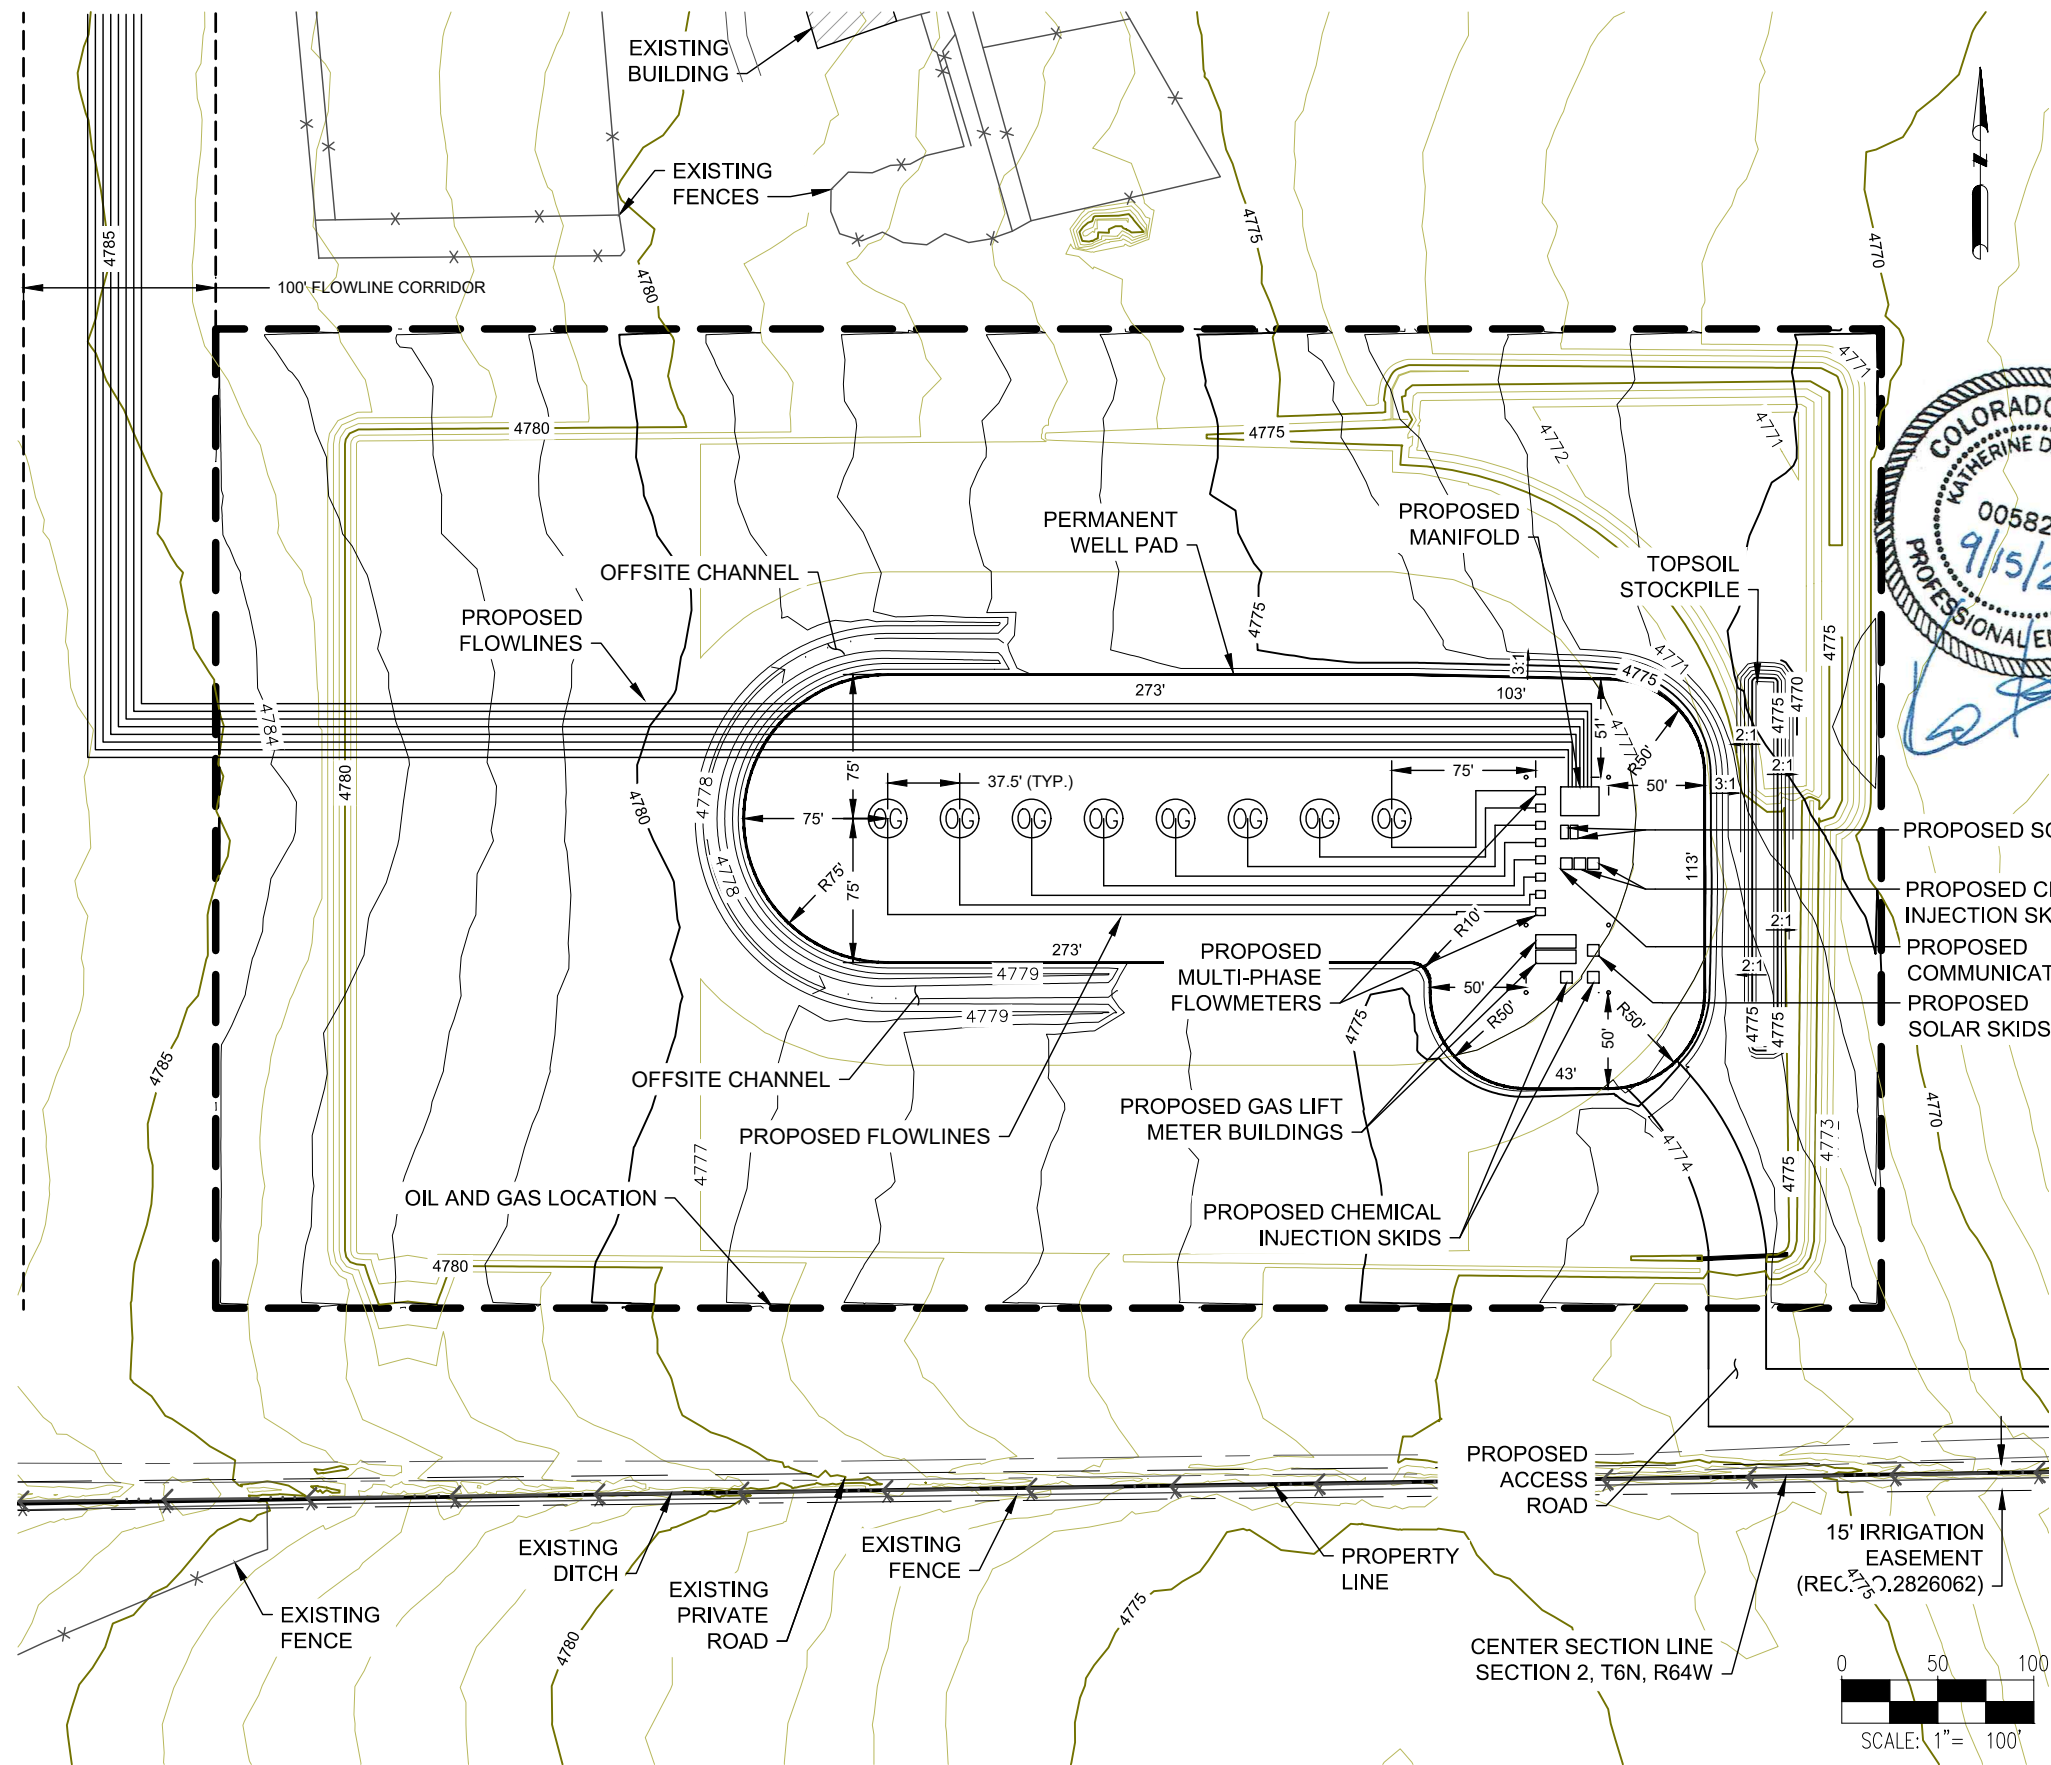 EXISTING
BUILDING
EXISTING
FENCES
4785
4775
4770
4780
100' FLOWLINE CORRIDOR
4771
COLORADO
KATHERINE D
00582
9/15/2
PROFESSIONAL E
4780
4775
4772
4771
PERMANENT
WELL PAD
PROPOSED
MANIFOLD
OFFSITE CHANNEL
TOPSOIL
STOCKPILE
PROPOSED
FLOWLINES
4775
4775
3:1
4771
4775
4770
4775
4784
273'
103'
51'
4777
R50'
2:1
2:1
3:1
4780
4780
4778
75'
75'
37.5' (TYP.)
75'
50'
OG OG OG OG OG OG OG OG
PROPOSED SO
4778
R75'
75'
113'
PROPOSED C
INJECTION SK
PROPOSED
COMMUNICAT
PROPOSED
SOLAR SKIDS
R10'
2:1
2:1
273'
PROPOSED
MULTI-PHASE
FLOWMETERS
4779
4779
50'
R50'
R50'
50'
43'
4775
4775
4775
4785
OFFSITE CHANNEL
PROPOSED FLOWLINES
PROPOSED GAS LIFT
METER BUILDINGS
4770
4773
4774
4775
4777
OIL AND GAS LOCATION
PROPOSED CHEMICAL
INJECTION SKIDS
4780
PROPOSED
ACCESS
ROAD
EXISTING
DITCH
EXISTING
PRIVATE
ROAD
EXISTING
FENCE
PROPERTY
LINE
15' IRRIGATION
EASEMENT
.2826062)
4775
EXISTING
FENCE
4780
4775
CENTER SECTION LINE
SECTION 2, T6N, R64W
0 50 100
SCALE: 1"= 100'